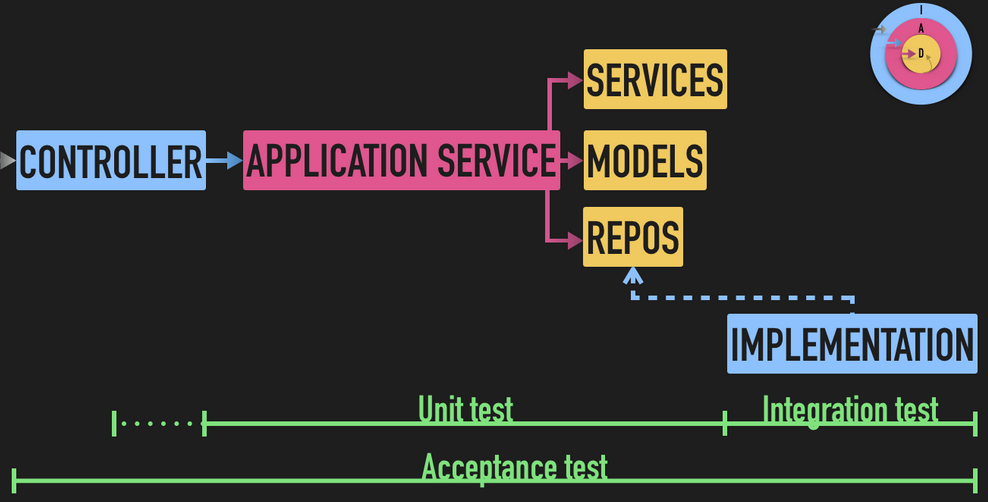 I
A
D
SERVICES
CONTROLLER
APPLICATION SERVICE
MODELS
REPOS
IMPLEMENTATION
Unit test
Integration test
Acceptance test